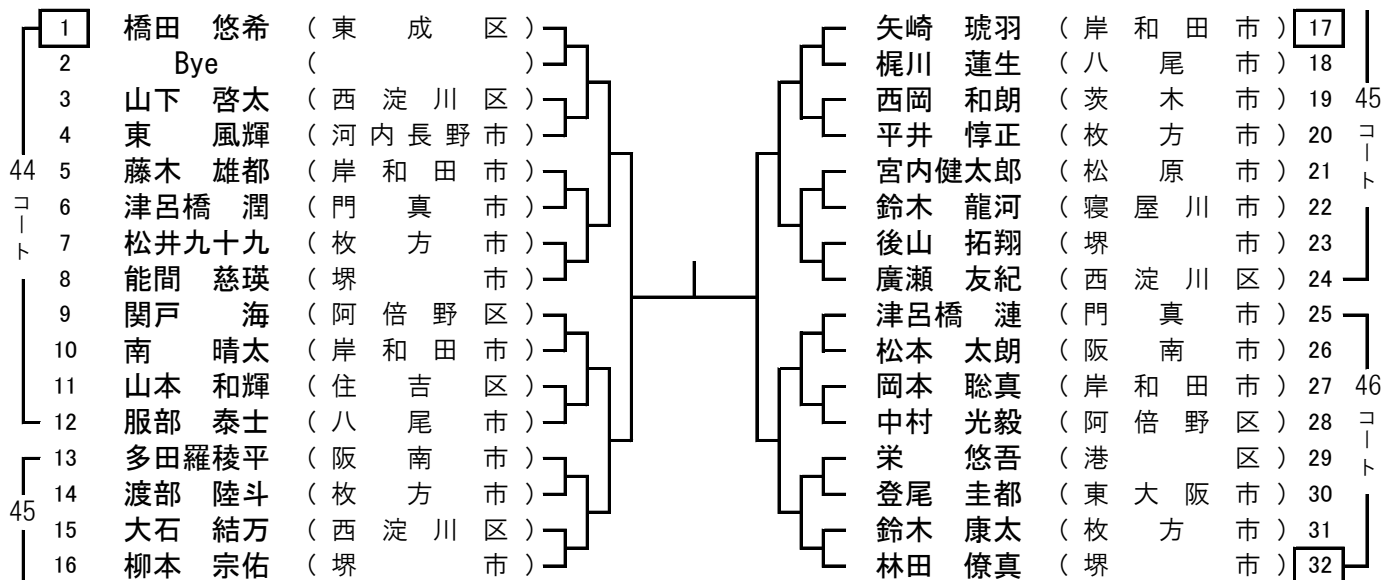 1 橋田 悠希 (東成区)
2 Bye ( )
3 山下 啓太 (西淀川区)
4 東 風輝 (河内長野市)
5 藤木 雄都 (岸和田市)
6 津呂橋 潤 (門真市)
7 松井九十九 (枚方市)
8 能間 慈瑛 (堺市)
9 関戸 海 (阿倍野区)
10 南 晴太 (岸和田市)
11 山本 和輝 (住吉区)
12 服部 泰士 (八尾市)
13 多田羅稜平 (阪南市)
14 渡部 陸斗 (枚方市)
15 大石 結万 (西淀川区)
16 柳本 宗佑 (堺市)
44コート
45
矢崎 琥羽 (岸和田市) 17
梶川 蓮生 (八尾市) 18
西岡 和朗 (茨木市) 19
平井 惇正 (枚方市) 20
宮内健太郎 (松原市) 21
鈴木 龍河 (寝屋川市) 22
後山 拓翔 (堺市) 23
廣瀬 友紀 (西淀川区) 24
津呂橋 漣 (門真市) 25
松本 太朗 (阪南市) 26
岡本 聡真 (岸和田市) 27
中村 光毅 (阿倍野区) 28
栄 悠吾 (港区) 29
登尾 圭都 (東大阪市) 30
鈴木 康太 (枚方市) 31
林田 僚真 (堺市) 32
45コート
46コート